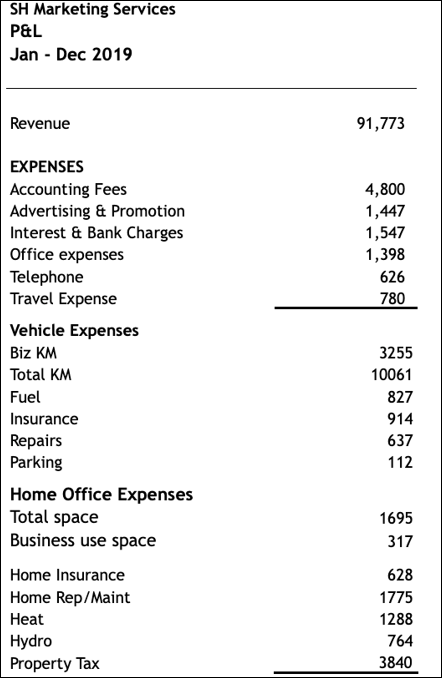 SH Marketing Services
P&L
Jan - Dec 2019
Revenue 91,773
EXPENSES
Accounting Fees 4,800
Advertising & Promotion 1,447
Interest & Bank Charges 1,547
Office expenses 1,398
Telephone 626
Travel Expense 780
Vehicle Expenses
Biz KM 3255
Total KM 10061
Fuel 827
Insurance 914
Repairs 637
Parking 112
Home Office Expenses
Total space 1695
Business use space 317
Home Insurance 628
Home Rep/Maint 1775
Heat 1288
Hydro 764
Property Tax 3840